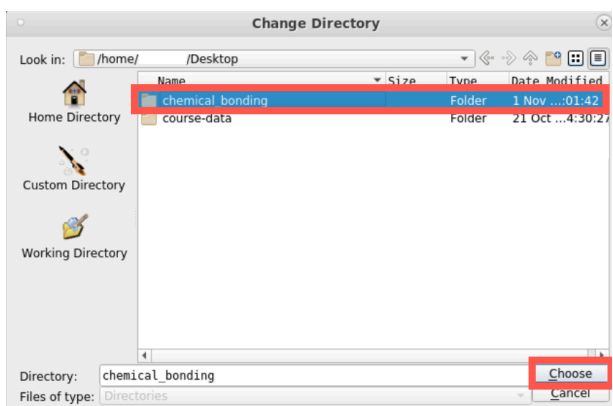 Change Directory
Look in: /home/ /Desktop
Name Size Type Date Modified
chemical_bonding Folder 1 Nov ...:01:42
course-data Folder 21 Oct ...4:30:27
Home Directory
Custom Directory
Working Directory
Directory: chemical_bonding Choose
Files of type: Directories Cancel